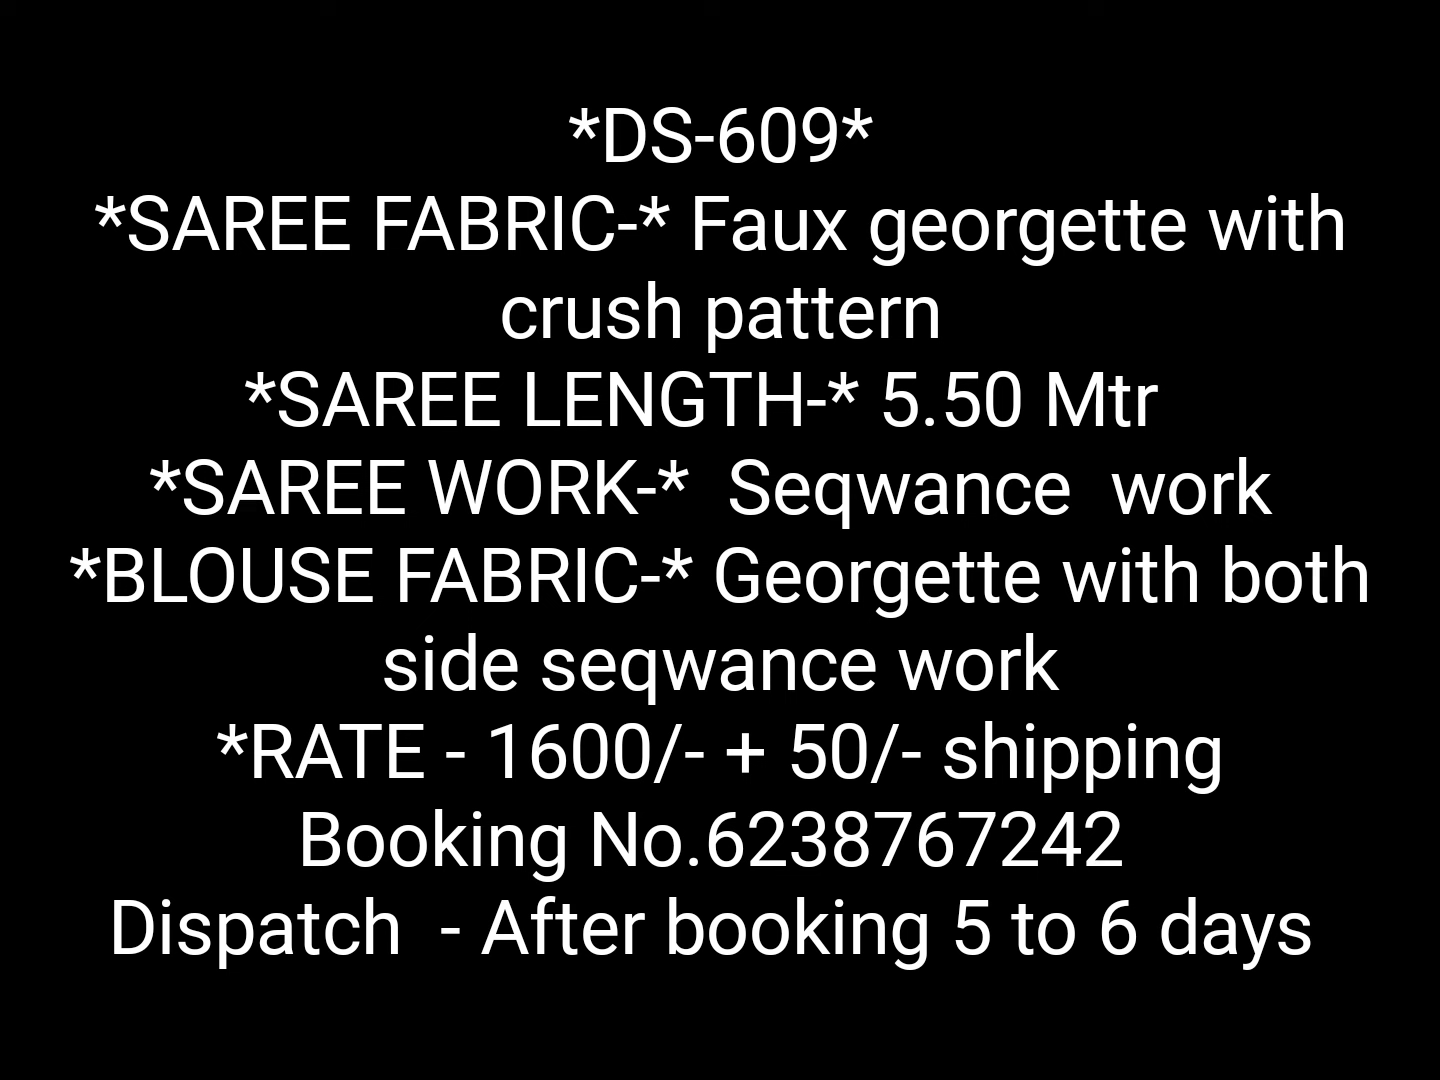 *DS-609*
*SAREE FABRIC-* Faux georgette with
crush pattern
*SAREE LENGTH-* 5.50 Mtr
*SAREE WORK-*  Seqwance  work
*BLOUSE FABRIC-* Georgette with both
side seqwance work
*RATE - 1600/- + 50/- shipping
Booking No.6238767242
Dispatch  - After booking 5 to 6 days